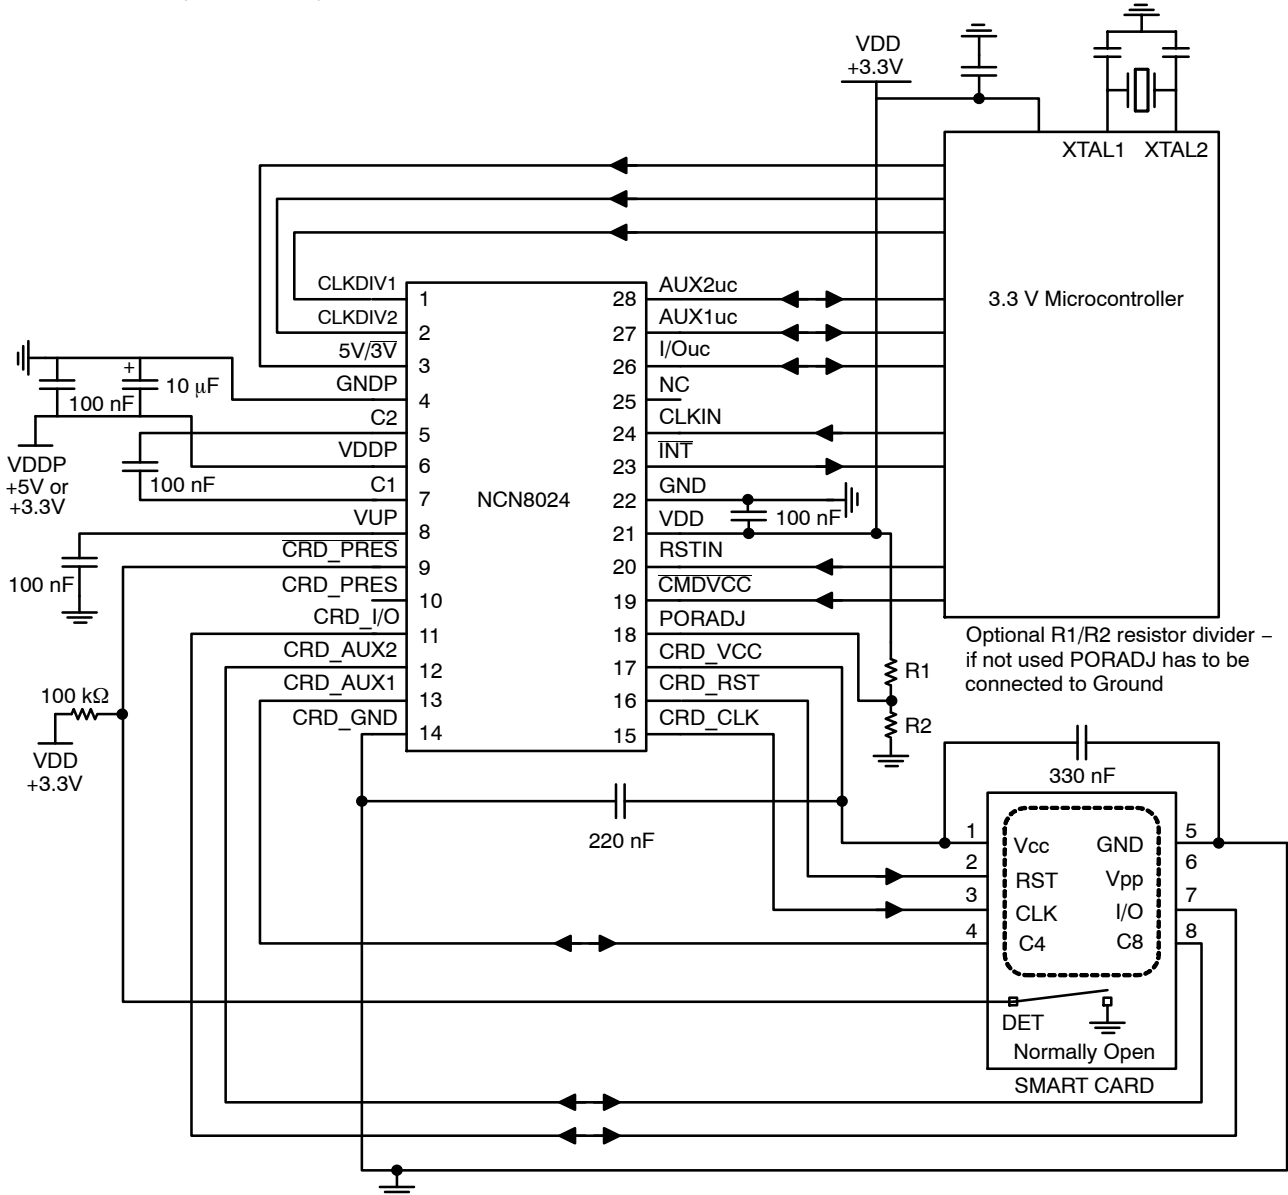 VDD
+3.3V
XTAL1 XTAL2
3.3 V Microcontroller
CLKDIV1
1
CLKDIV2
2
5V/3V
3
GNDP
4
C2
5
VDDP
6
C1
7
VUP
8
CRD_PRES
9
CRD_PRES
10
CRD_I/O
11
CRD_AUX2
12
CRD_AUX1
13
CRD_GND
14
NCN8024
28
AUX2uc
27
AUX1uc
26
I/Ouc
25
NC
24
CLKIN
23
INT
22
GND
21
VDD
20
RSTIN
19
CMDVCC
18
PORADJ
17
CRD_VCC
16
CRD_RST
15
CRD_CLK
+
10 μF
100 nF
VDDP
+5V or
+3.3V
100 nF
100 nF
100 kΩ
VDD
+3.3V
100 nF
R1
R2
Optional R1/R2 resistor divider –
if not used PORADJ has to be
connected to Ground
220 nF
330 nF
1 Vcc GND 5
2 RST Vpp 6
3 CLK I/O 7
4 C4 C8 8
DET
Normally Open
SMART CARD